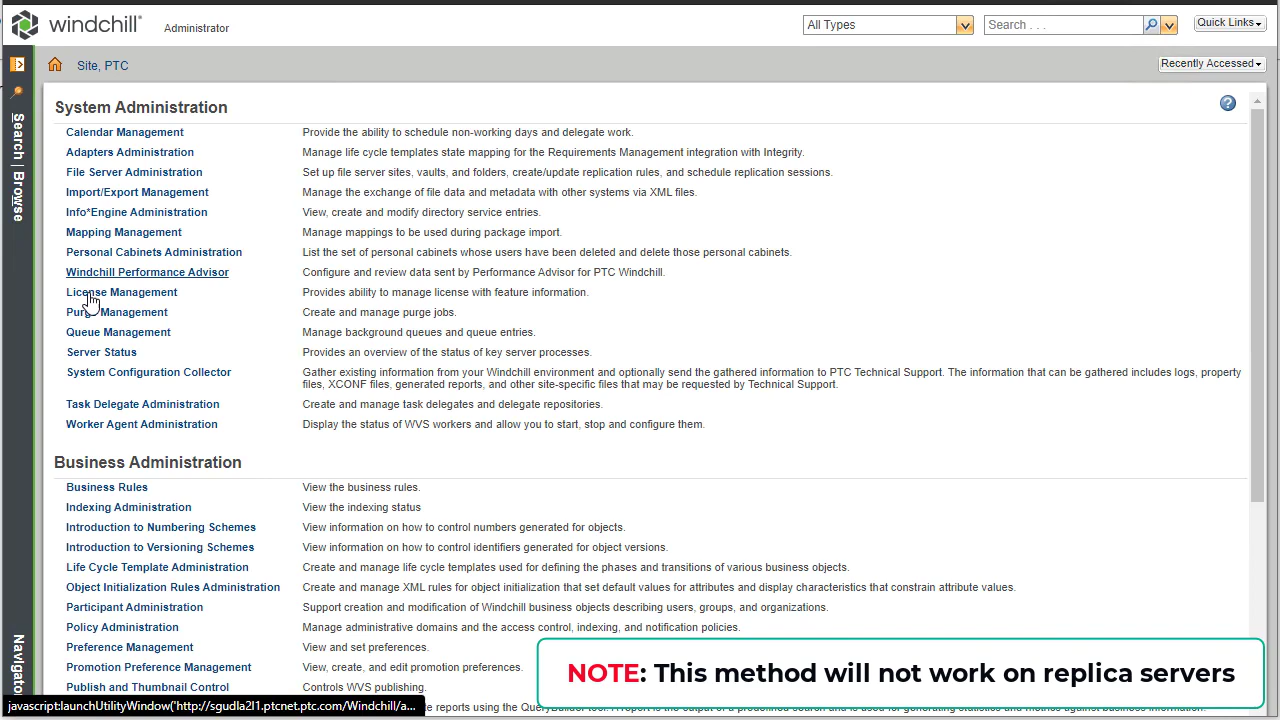 windchill® Administrator All Types Search . . . Quick Links
Site, PTC Recently Accessed
Search | Browse
Navigator
System Administration
Calendar Management Provide the ability to schedule non-working days and delegate work.
Adapters Administration Manage life cycle templates state mapping for the Requirements Management integration with Integrity.
File Server Administration Set up file server sites, vaults, and folders, create/update replication rules, and schedule replication sessions.
Import/Export Management Manage the exchange of file data and metadata with other systems via XML files.
Info*Engine Administration View, create and modify directory service entries.
Mapping Management Manage mappings to be used during package import.
Personal Cabinets Administration List the set of personal cabinets whose users have been deleted and delete those personal cabinets.
Windchill Performance Advisor Configure and review data sent by Performance Advisor for PTC Windchill.
License Management Provides ability to manage license with feature information.
Purge Management Create and manage purge jobs.
Queue Management Manage background queues and queue entries.
Server Status Provides an overview of the status of key server processes.
System Configuration Collector Gather existing information from your Windchill environment and optionally send the gathered information to PTC Technical Support. The information that can be gathered includes logs, property
files, XCONF files, generated reports, and other site-specific files that may be requested by Technical Support.
Task Delegate Administration Create and manage task delegates and delegate repositories.
Worker Agent Administration Display the status of WVS workers and allow you to start, stop and configure them.
Business Administration
Business Rules View the business rules.
Indexing Administration View the indexing status
Introduction to Numbering Schemes View information on how to control numbers generated for objects.
Introduction to Versioning Schemes View information on how to control identifiers generated for object versions.
Life Cycle Template Administration Create and manage life cycle templates used for defining the phases and transitions of various business objects.
Object Initialization Rules Administration Create and manage XML rules for object initialization that set default values for attributes and display characteristics that constrain attribute values.
Participant Administration Support creation and modification of Windchill business objects describing users, groups, and organizations.
Policy Administration Manage administrative domains and the access control, indexing, and notification policies.
Preference Management View and set preferences.
Promotion Preference Management View, create, and edit promotion preferences.
Publish and Thumbnail Control Controls WVS publishing.
NOTE: This method will not work on replica servers
javascript:launchUtilityWindow('http://sgudla2l1.ptcnet.ptc.com/Windchill/a...